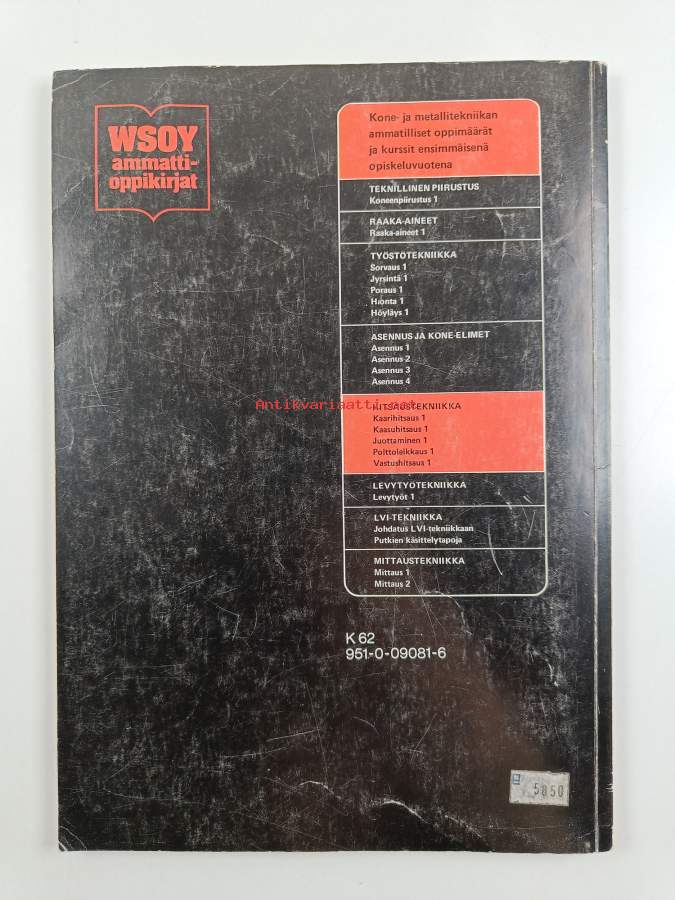 WSOY
ammatti-
oppikirjat
Kone- ja metallitekniikan
ammatilliset oppimäärät
ja kurssit ensimmäisenä
opiskeluvuotena
TEKNILLINEN PIIRUSTUS
Koneenpiirustus 1
RAAKA-AINEET
Raaka-aineet 1
TYÖSTÖTEKNIIKKA
Sorvaus 1
Jyrsintä 1
Poraus 1
Hionta 1
Höyläys 1
ASENNUS JA KONE-ELIMET
Asennus 1
Asennus 2
Asennus 3
Asennus 4
Antikvariaatti.net
HITSAUSTEKNIIKKA
Kaarihitsaus 1
Kaasuhitsaus 1
Juottaminen 1
Polttoleikkaus 1
Vastushitsaus 1
LEVYTYÖTEKNIIKKA
Levytyöt 1
LVI-TEKNIIKKA
Johdatus LVI-tekniikkaan
Putkien käsittelytapoja
MITTAUSTEKNIIKKA
Mittaus 1
Mittaus 2
K 62
951-0-09081-6
5850